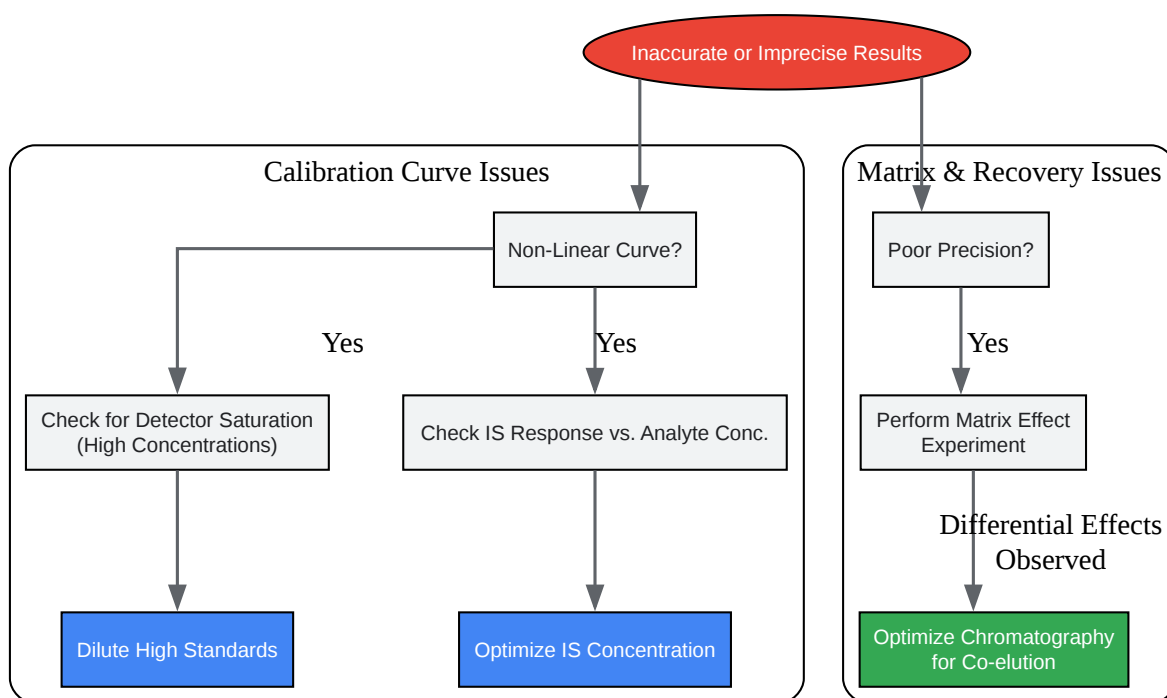 Inaccurate or Imprecise Results
Calibration Curve Issues
Matrix & Recovery Issues
Non-Linear Curve?
Poor Precision?
Yes
Yes
Yes
Check for Detector Saturation
(High Concentrations)
Check IS Response vs. Analyte Conc.
Perform Matrix Effect
Experiment
Differential Effects
Observed
Dilute High Standards
Optimize IS Concentration
Optimize Chromatography
for Co-elution